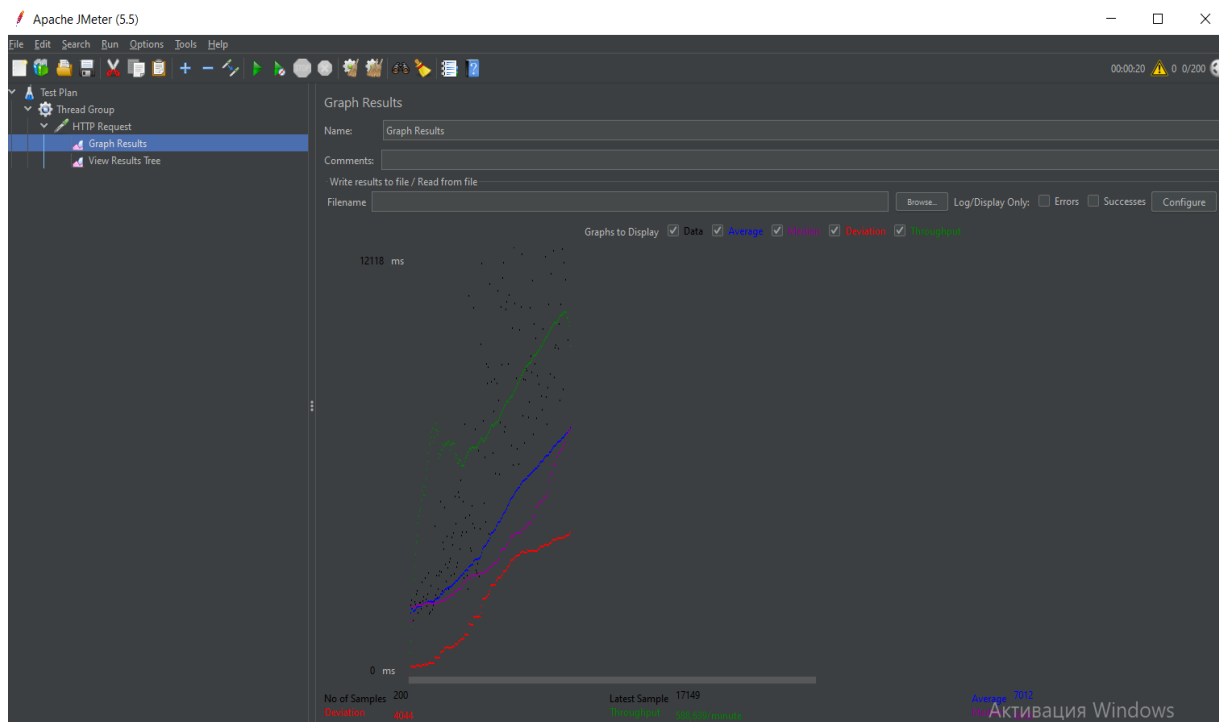 Apache JMeter (5.5)
File Edit Search Run Options Tools Help
00:00:20 0 0/200
Test Plan
Thread Group
HTTP Request
Graph Results
View Results Tree
Graph Results
Name: Graph Results
Comments:
Write results to file / Read from file
Filename Browse... Log/Display Only: Errors Successes Configure
Graphs to Display Data Average Median Deviation Throughput
12118 ms
0 ms
No of Samples 200 Latest Sample 17149 Average 7012
Deviation 4044 Throughput
Активация Windows